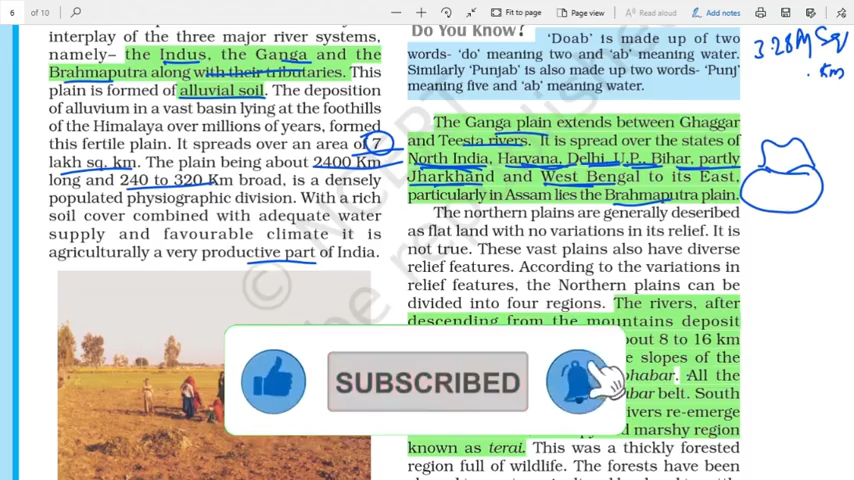 6 of 10
Fit to page
Page view
Read aloud
Add notes
interplay of the three major river systems,
namely– the Indus, the Ganga and the
Brahmaputra along with their tributaries. This
plain is formed of alluvial soil. The deposition
of alluvium in a vast basin lying at the foothills
of the Himalaya over millions of years, formed
this fertile plain. It spreads over an area of 7
lakh sq. km. The plain being about 2400 Km
long and 240 to 320 Km broad, is a densely
populated physiographic division. With a rich
soil cover combined with adequate water
supply and favourable climate it is
agriculturally a very productive part of India.
Do You Know?
'Doab' is made up of two
words- 'do' meaning two and 'ab' meaning water.
Similarly 'Punjab' is also made up two words- 'Punj'
meaning five and 'ab' meaning water.
The Ganga plain extends between Ghaggar
and Teesta rivers. It is spread over the states of
North India, Haryana, Delhi, U.P., Bihar, partly
Jharkhand and West Bengal to its East,
particularly in Assam lies the Brahmaputra plain.
The northern plains are generally described
as flat land with no variations in its relief. It is
not true. These vast plains also have diverse
relief features. According to the variations in
relief features, the Northern plains can be
divided into four regions. The rivers, after
descending from the mountains deposit
bout 8 to 16 km
e slopes of the
bhabar. All the
bar belt. South
ivers re-emerge
d marshy region
known as terai. This was a thickly forested
region full of wildlife. The forests have been
3.28M Sq
. Km
SUBSCRIBED
© NCERT